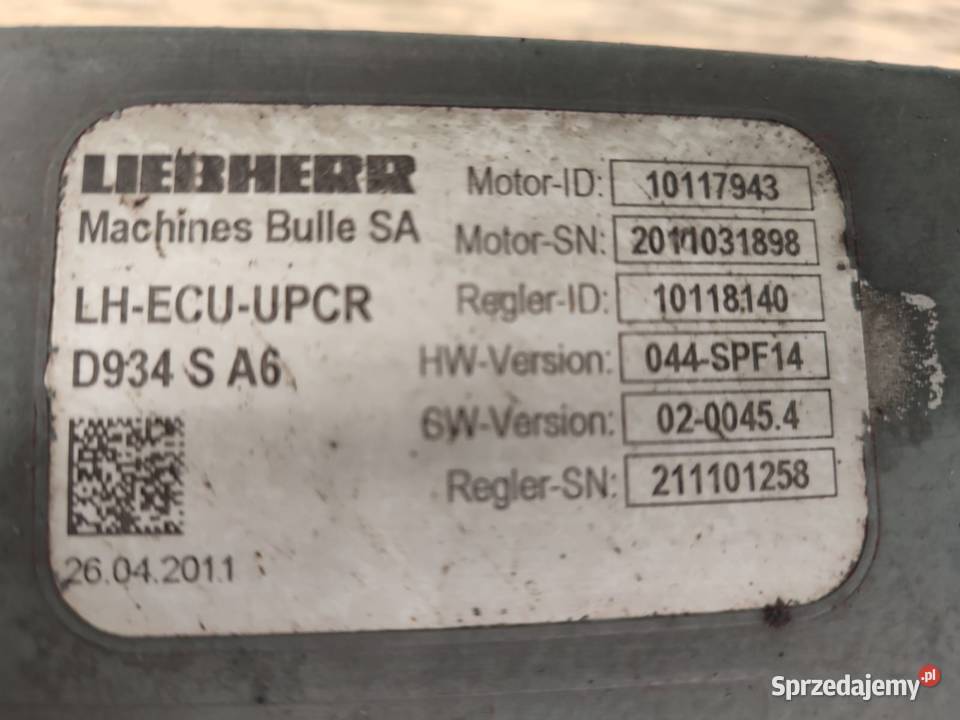 LIEBHERR
Machines Bulle SA
LH-ECU-UPCR
D934 S A6
26.04.2011
Motor-ID: 10117943
Motor-SN: 2011031898
Regler-ID: 10118140
HW-Version: 044-SPF14
SW-Version: 02-0045.4
Regler-SN: 211101258
Sprzedajemy.pl